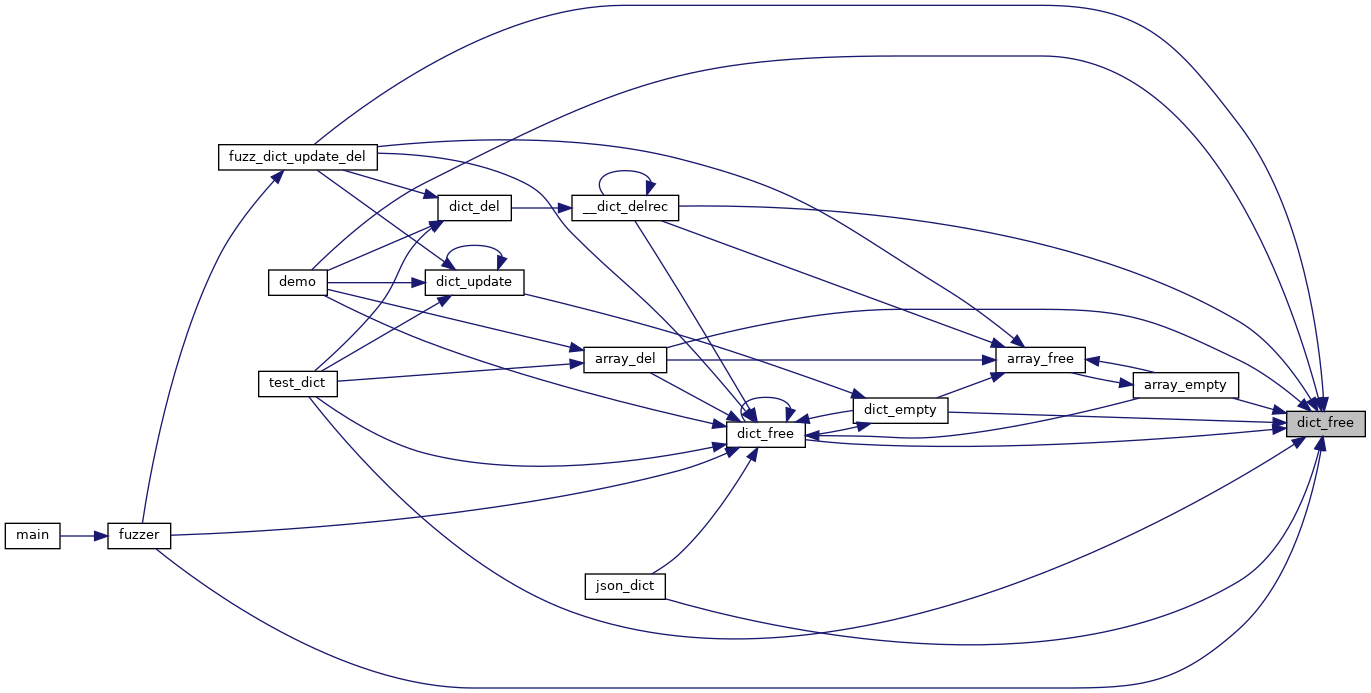 fuzz_dict_update_del
dict_del
__dict_delrec
demo
dict_update
array_del
array_free
test_dict
array_empty
dict_empty
dict_free
dict_free
main
fuzzer
json_dict